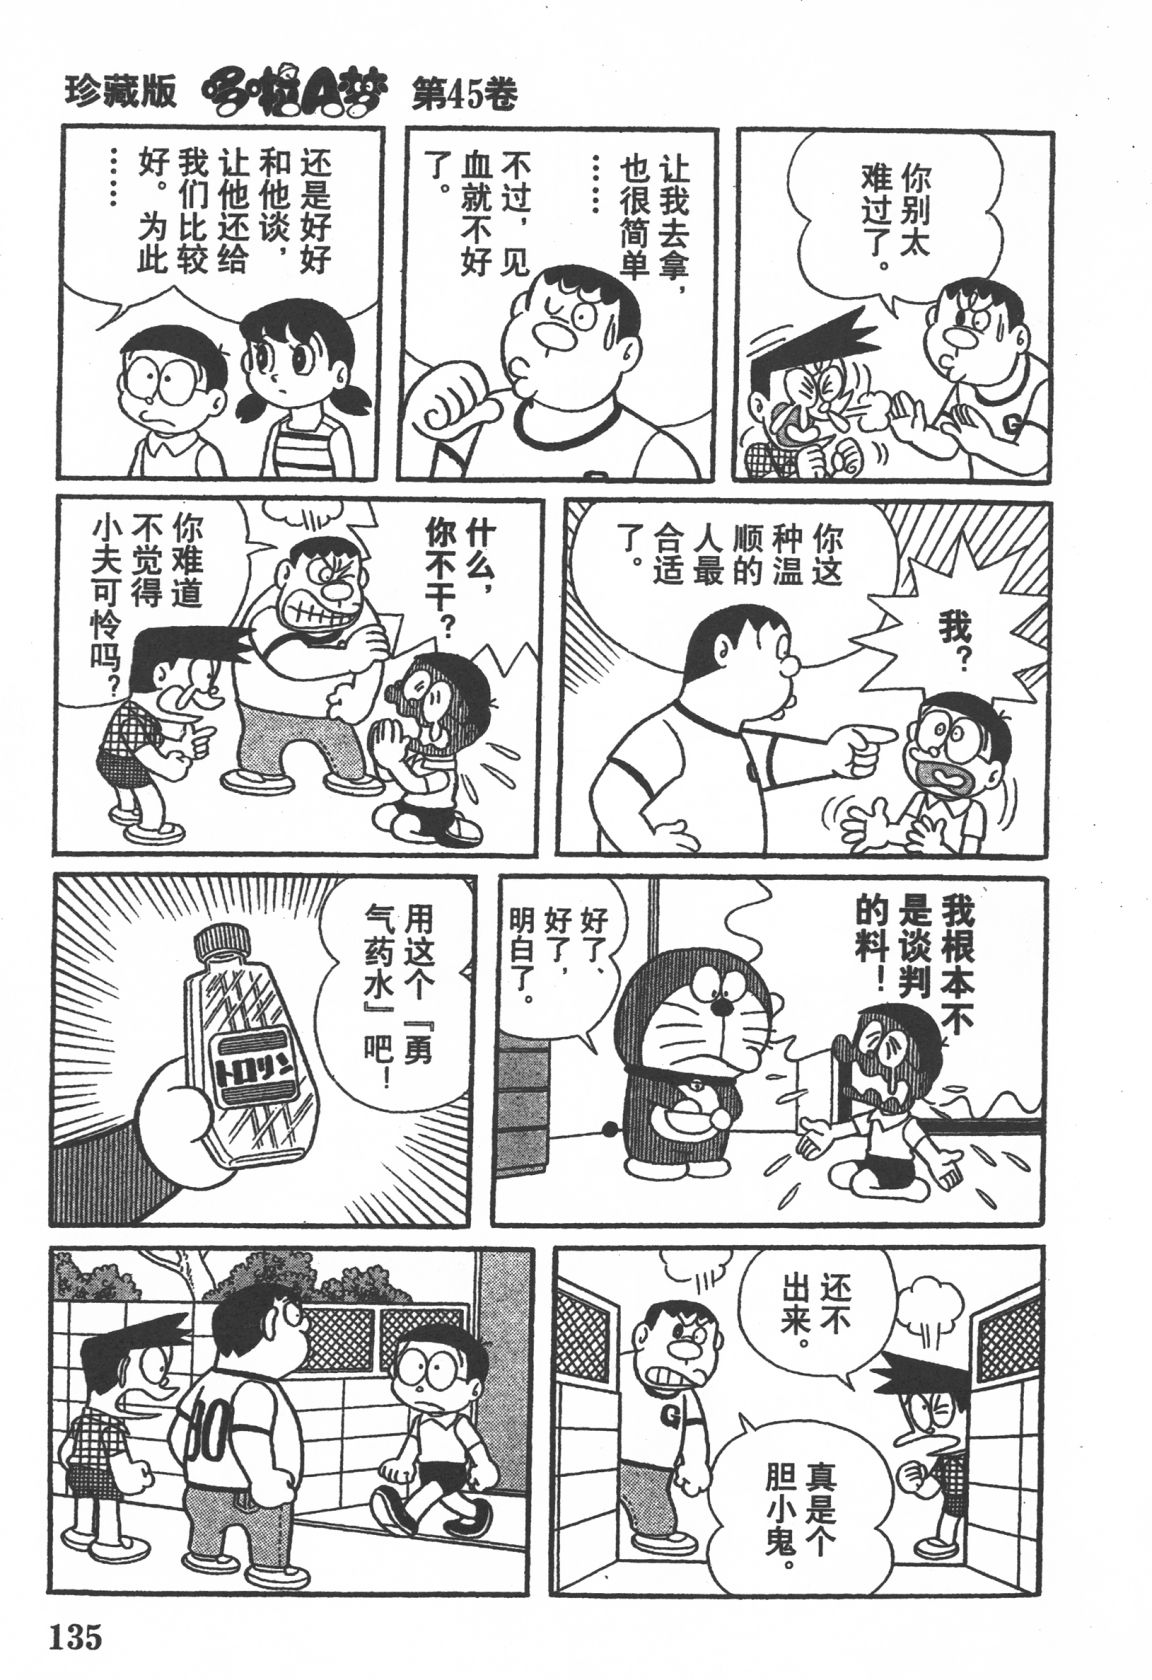 珍藏版 哆啦A梦 第45卷
你别太
难过了。
让我去拿，
也很简单
……
不过，见
血就不好
了。
还是好好
和他谈，
让他还给
我们比较
好。为此
……
你这
种温
顺的
人最
合适
了。
我？
什么，
你不干？
你难道
不觉得
小夫可怜吗？
我根本不
是谈判
的料！
好了、
好了，
明白了。
用这个『勇
气药水』吧！
トロリン
还不
出来。
真是个
胆小鬼。
G
G
10
135